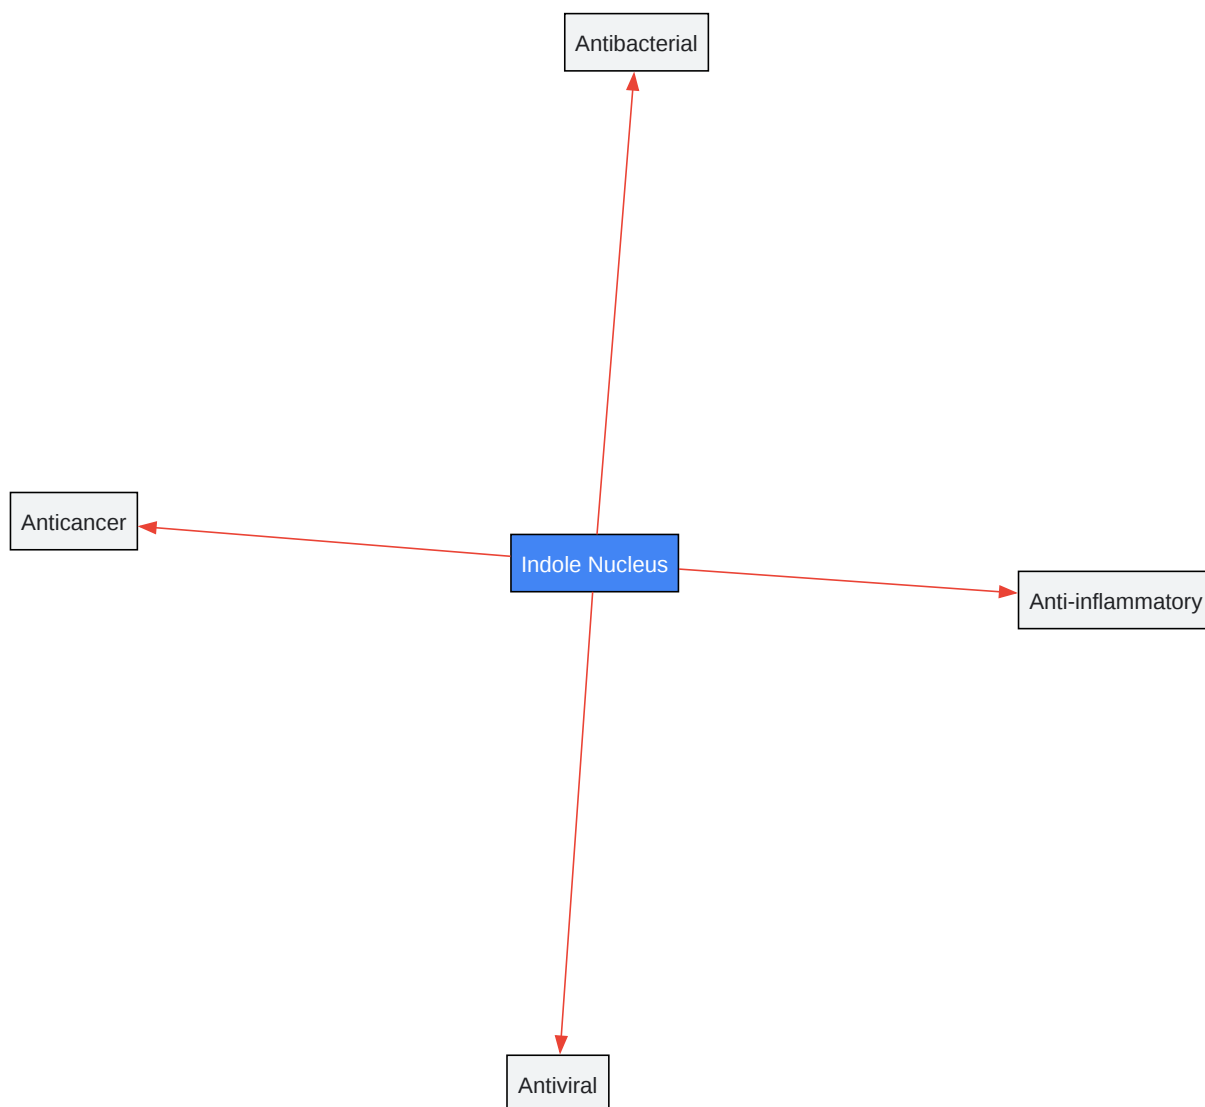 Antibacterial
Anticancer
Indole Nucleus
Anti-inflammatory
Antiviral